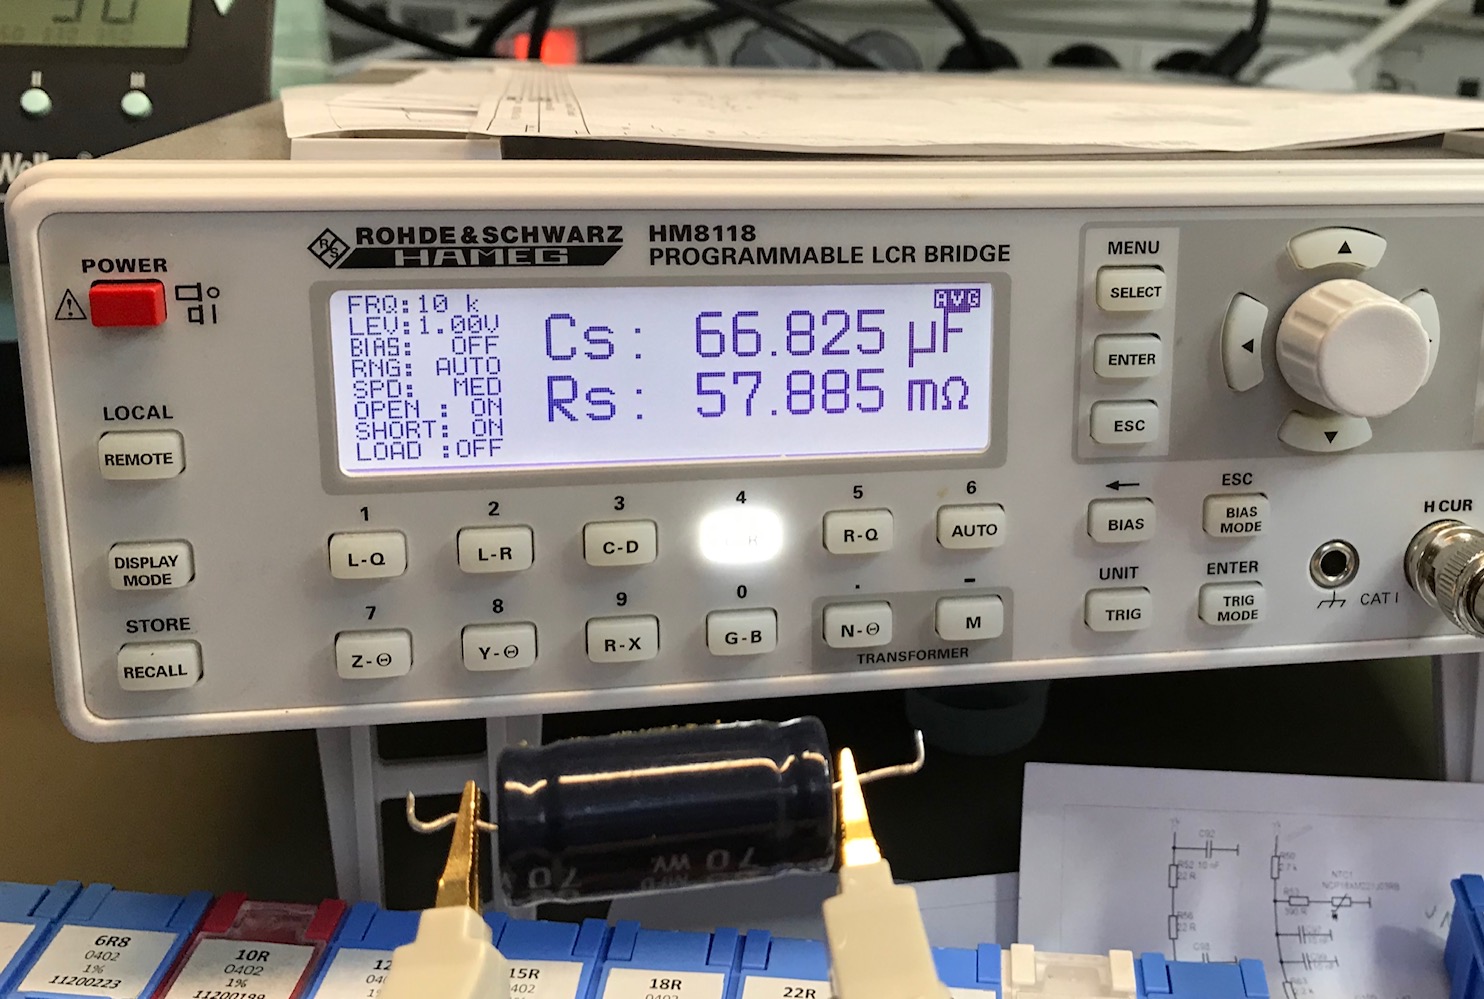 ROHDE&SCHWARZ
HAMEG
HM8118
PROGRAMMABLE LCR BRIDGE
POWER
FRQ:10 k
LEV:1.00V
BIAS: OFF
RNG: AUTO
SPD: MED
OPEN : ON
SHORT: ON
LOAD :OFF
AVG
Cs: 66.825 µF
Rs: 57.885 mΩ
MENU
SELECT
ENTER
ESC
LOCAL
REMOTE
DISPLAY
MODE
STORE
RECALL
1 2 3 4 5 6
L-Q L-R C-D R-Q AUTO
7 8 9 0 . -
Z-Θ Y-Θ R-X G-B N-Θ M
TRANSFORMER
←
BIAS
ESC
BIAS
MODE
UNIT
TRIG
ENTER
TRIG
MODE
H CUR
CAT I
70
WV.
70
6R8
0402
1%
11200223
10R
0402
1%
11200199
15R
18R
22R